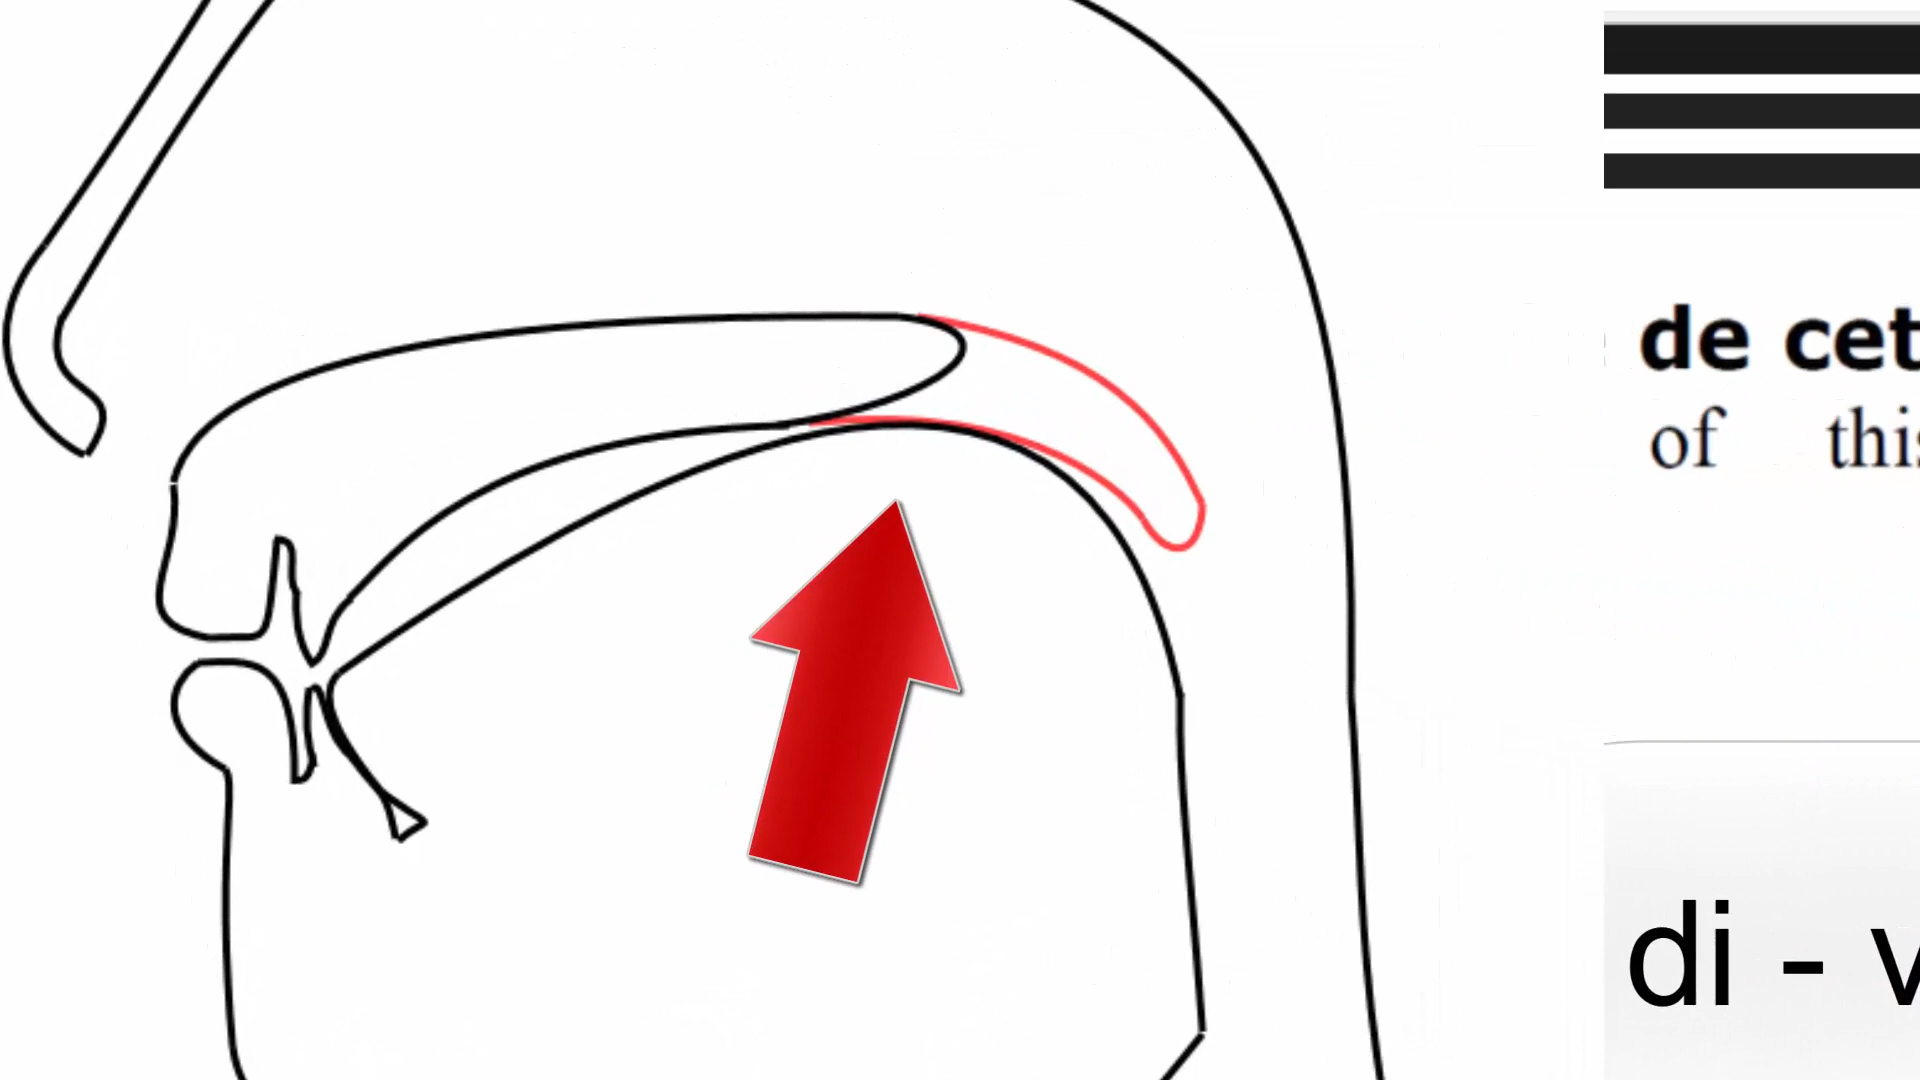 de cet
of this
di - v